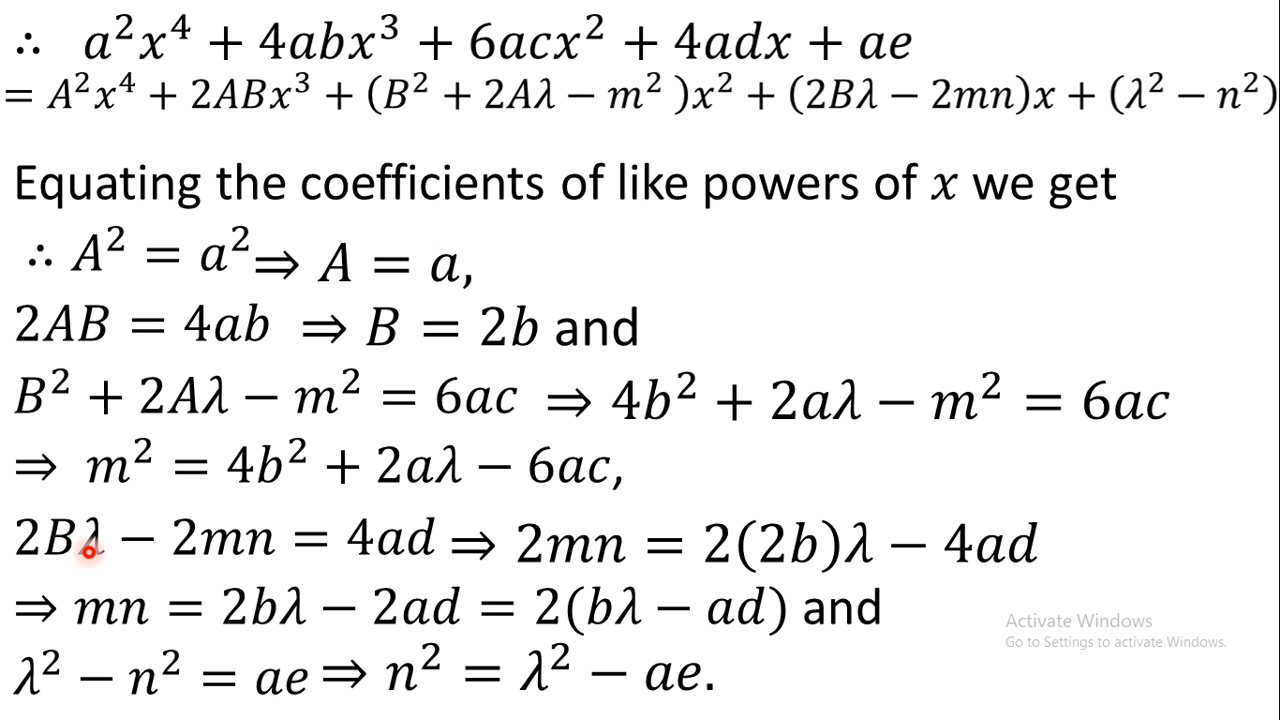 ∴ a²x⁴ + 4abx³ + 6acx² + 4adx + ae
= A²x⁴ + 2ABx³ + (B² + 2Aλ − m² )x² + (2Bλ − 2mn)x + (λ² − n²)
Equating the coefficients of like powers of x we get
∴ A² = a² ⇒ A = a,
2AB = 4ab ⇒ B = 2b and
B² + 2Aλ − m² = 6ac ⇒ 4b² + 2aλ − m² = 6ac
⇒ m² = 4b² + 2aλ − 6ac,
2Bλ − 2mn = 4ad ⇒ 2mn = 2(2b)λ − 4ad
⇒ mn = 2bλ − 2ad = 2(bλ − ad) and
λ² − n² = ae ⇒ n² = λ² − ae.
Activate Windows
Go to Settings to activate Windows.